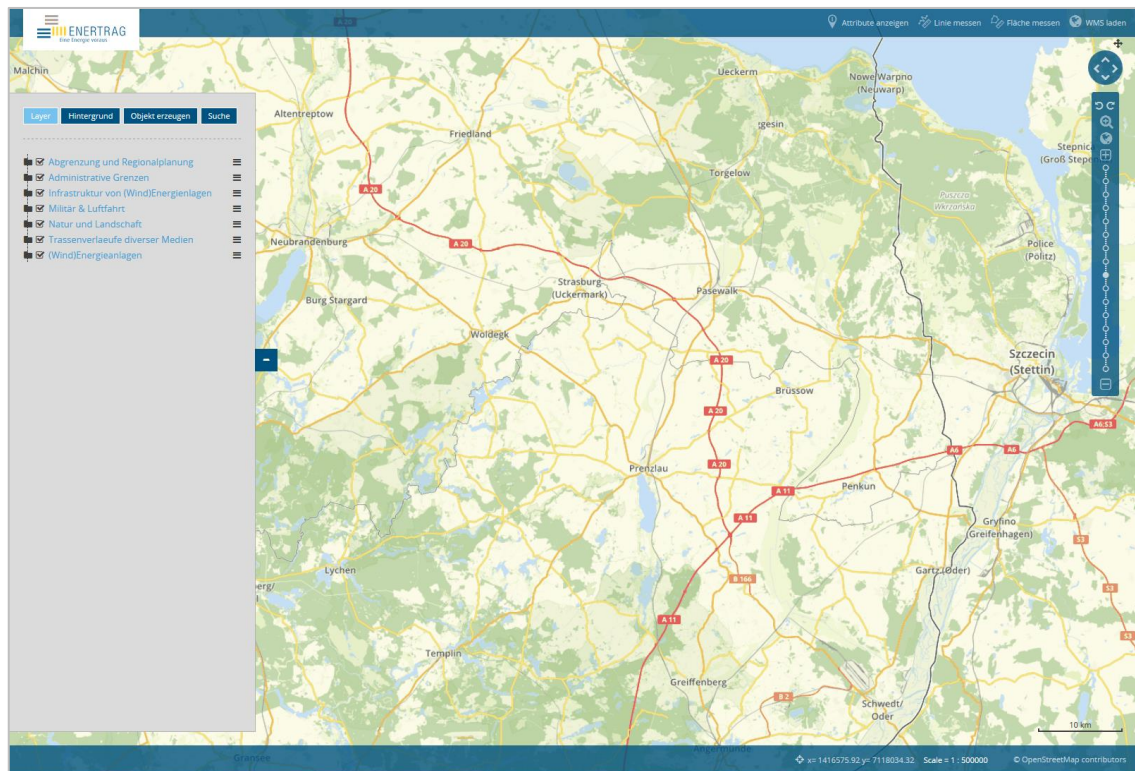 ENERTRAG
Eine Energie voraus
Attribute anzeigen
Linie messen
Fläche messen
WMS laden
Layer
Hintergrund
Objekt erzeugen
Suche
Abgrenzung und Regionalplanung
Administrative Grenzen
Infrastruktur von (Wind)Energienlagen
Militär & Luftfahrt
Natur und Landschaft
Trassenverlaeufe diverser Medien
(Wind)Energieanlagen
Malchin
Altentreptow
Friedland
Ueckerm
Nowe Warpno
(Neuwarp)
gesin
Stepnica
(Groß Stepe
Torgelow
Puszcza
Wkrzańska
A 20
Neubrandenburg
A 20
Police
(Pölitz)
Strasburg
(Uckermark)
Pasewalk
Burg Stargard
Woldegk
Szczecin
(Stettin)
A 20
Brüssow
A 20
A6;S3
A6
A6
A 20
Prenzlau
A 11
Penkun
A 11
Gryfino
(Greifenhagen)
S3
Lychen
berg/
B 166
Gartz (Oder)
S3
A 11
S3
Templin
Greiffenberg
B 2
Schwedt/
Oder
10 km
Gransee
Angermünde
x= 1416575.92 y= 7118034.32
Scale = 1 : 500000
© OpenStreetMap contributors